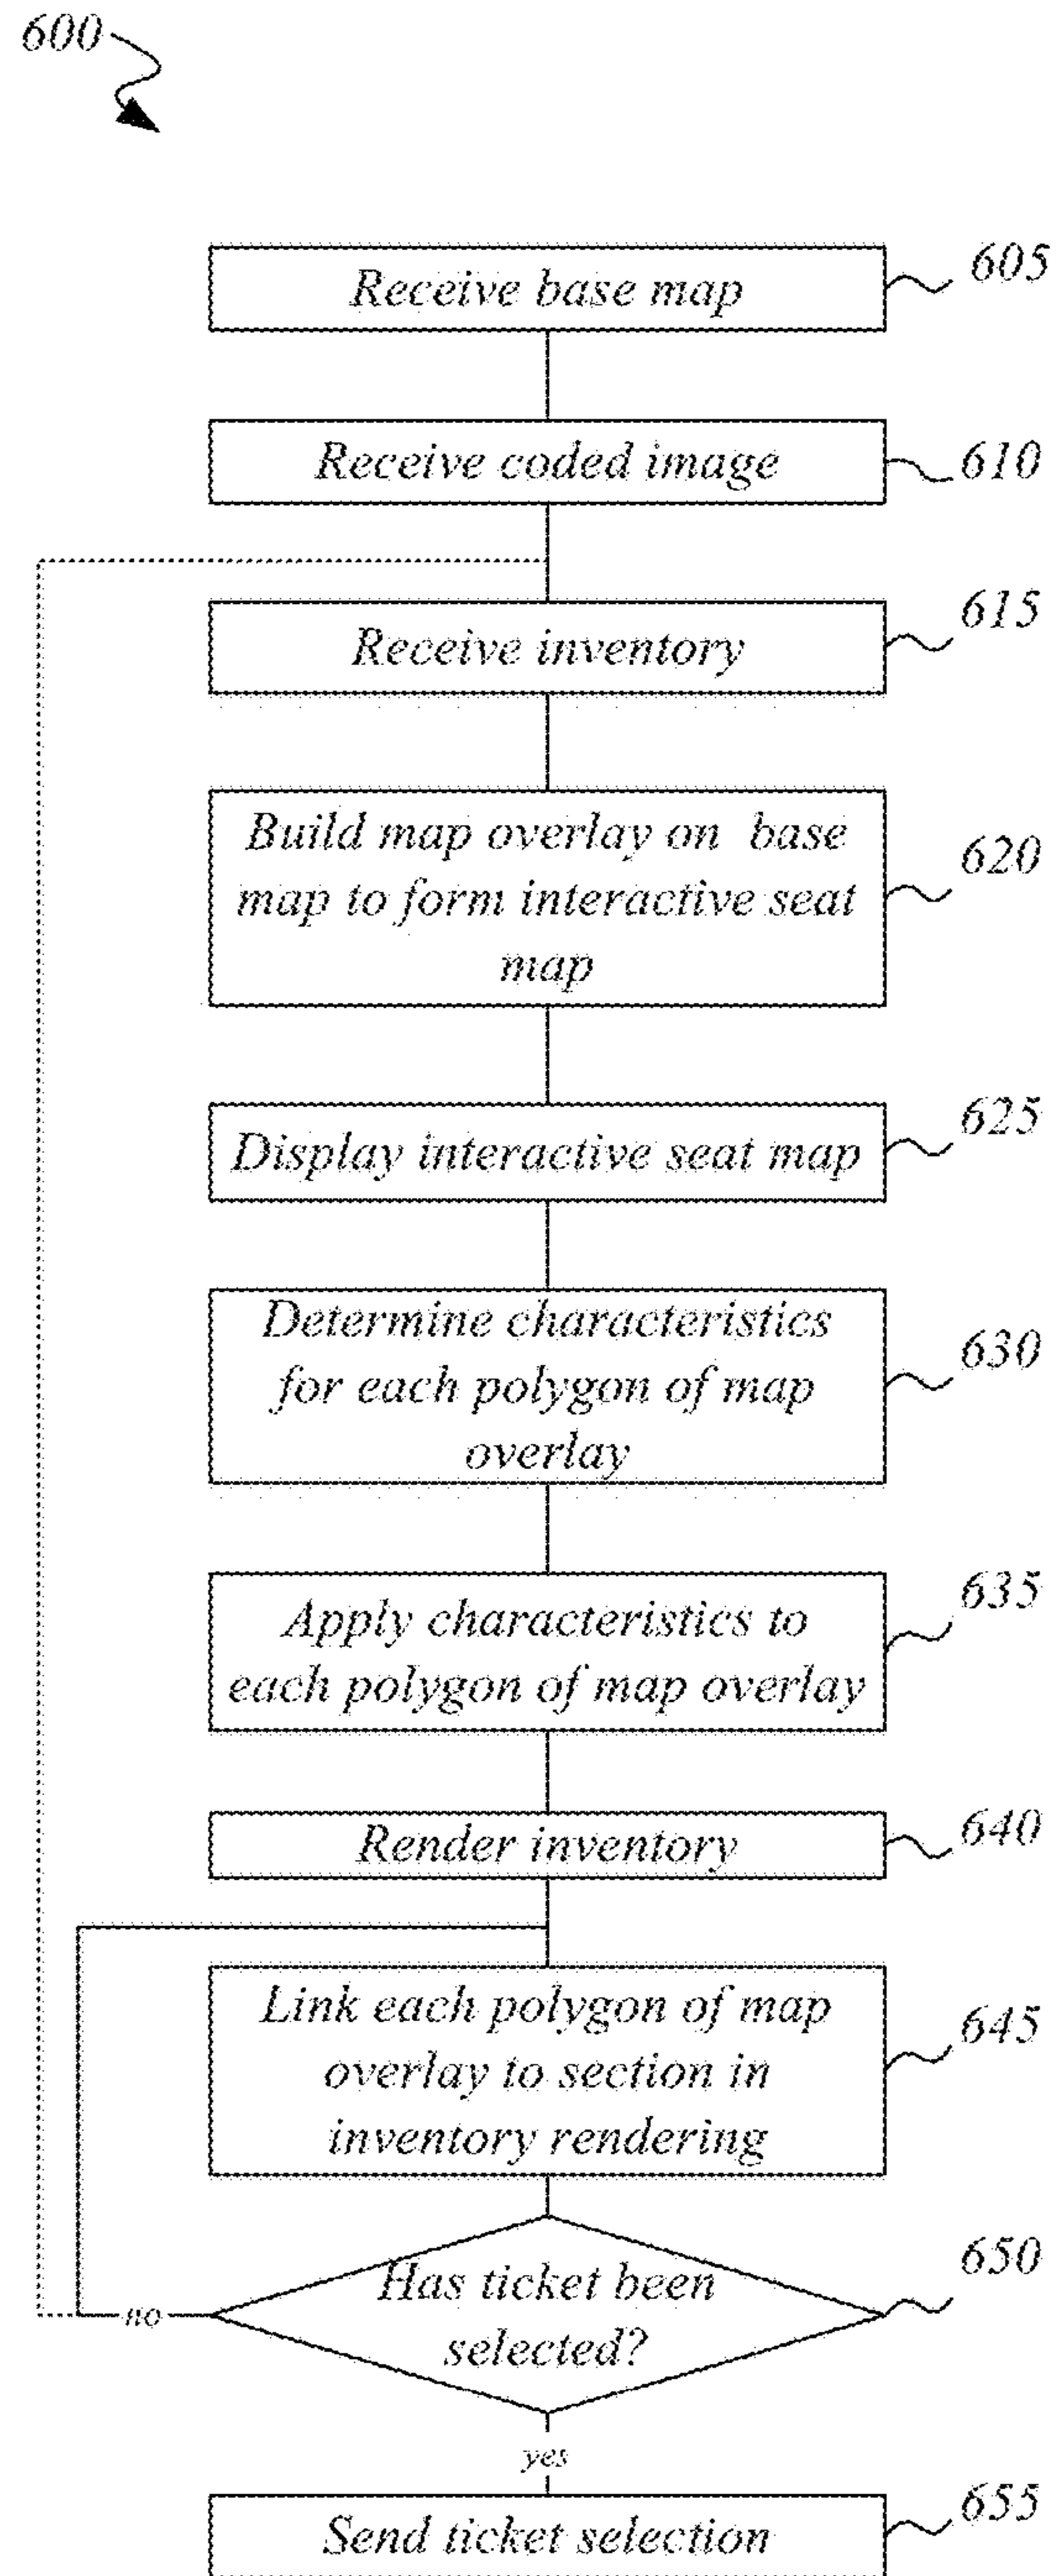 600
Receive base map
605
Receive coded image
610
Receive inventory
615
Build map overlay on base
map to form interactive seat
map
620
Display interactive seat map
625
Determine characteristics
for each polygon of map
overlay
630
Apply characteristics to
each polygon of map overlay
635
Render inventory
640
Link each polygon of map
overlay to section in
inventory rendering
645
Has ticket been
selected?
650
no
yes
Send ticket selection
655